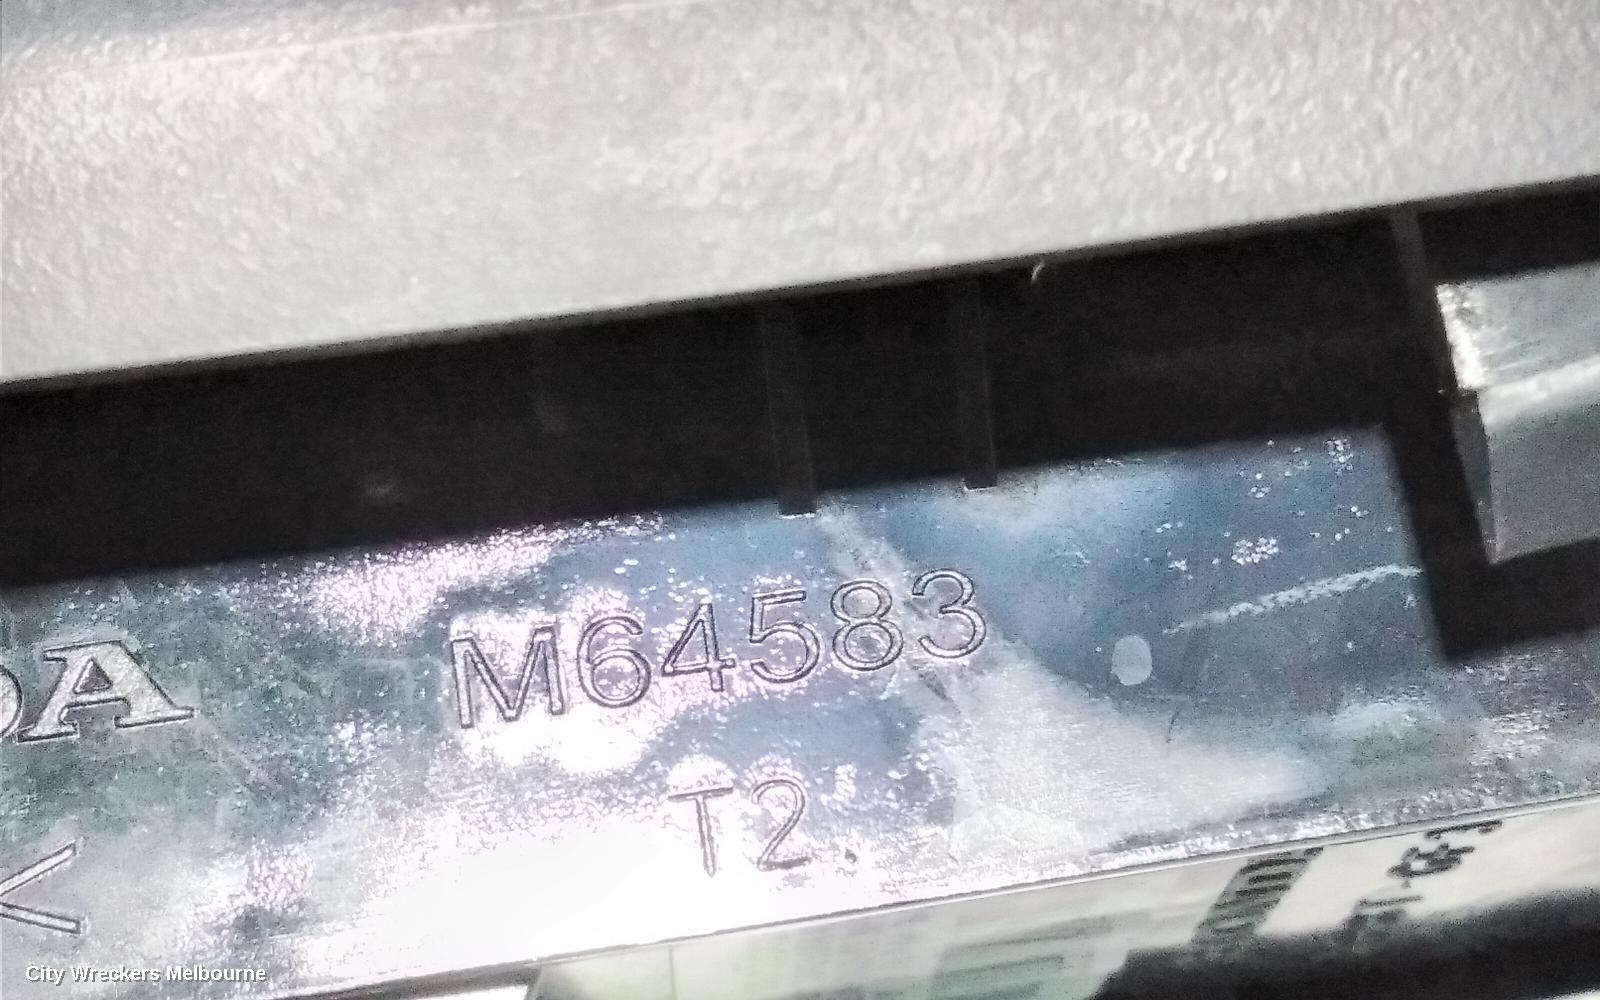 M64583
T2.
City Wreckers Melbourne